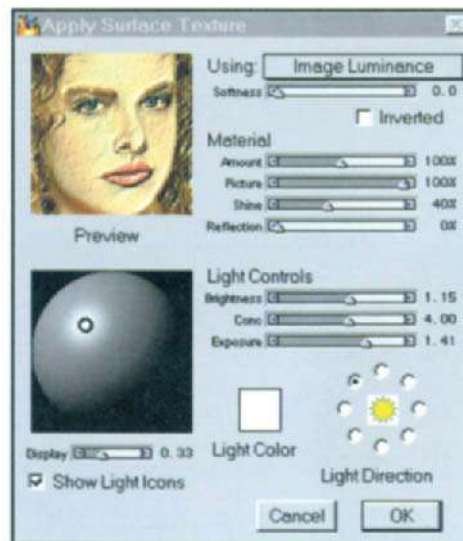 Apply Surface Texture
Using: Image Luminance
Softness 0.0
Inverted
Material
Amount 100%
Picture 100%
Shine 40%
Reflection 0%
Preview
Light Controls
Brightness 1.15
Conc 4.00
Exposure 1.41
Display 0.33
Light Color
Show Light Icons
Light Direction
Cancel OK